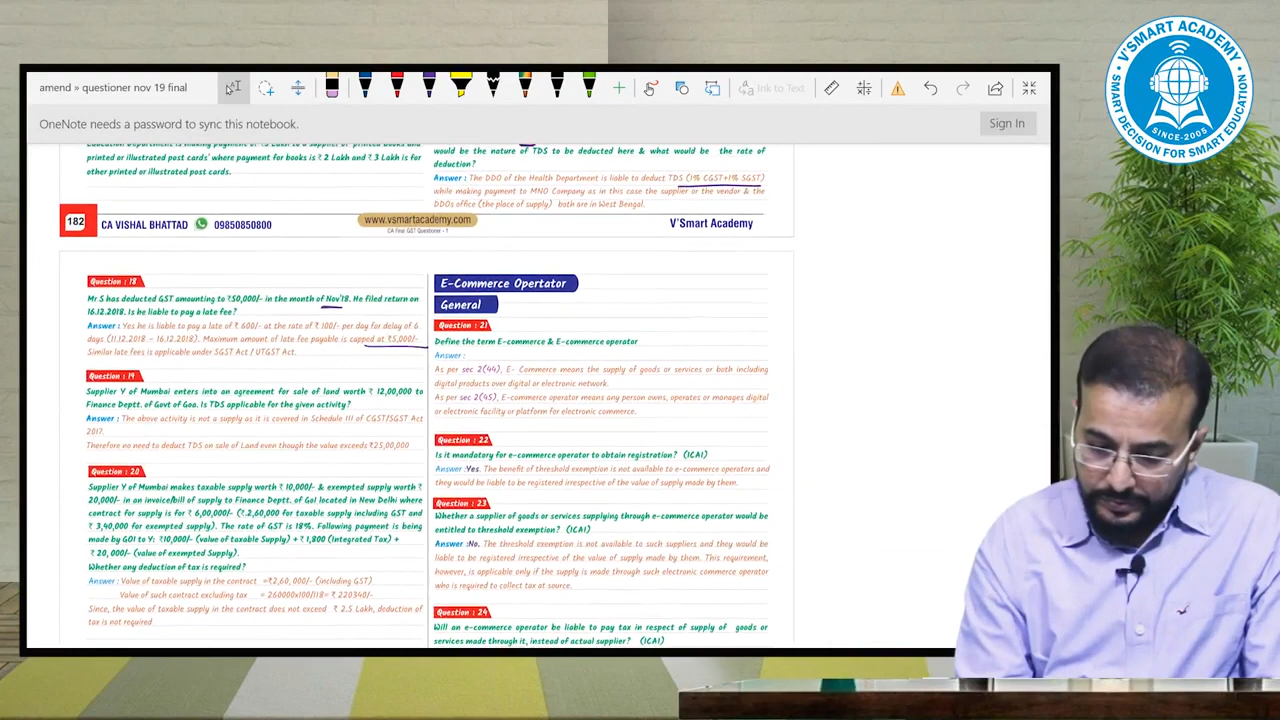 amend » questioner nov 19 final
Ink to Text
OneNote needs a password to sync this notebook.
Sign In
printed or illustrated post cards' where payment for books is ₹ 2 Lakh and ₹ 3 Lakh is for
other printed or illustrated post cards.
would be the nature of TDS to be deducted here & what would be the rate of
deduction?
Answer : The DDO of the Health Department is liable to deduct TDS (1% CGST+1% SGST)
while making payment to MNO Company as in this case the supplier or the vendor & the
DDOs office (the place of supply) both are in West Bengal.
182
CA VISHAL BHATTAD
09850850800
www.vsmartacademy.com
CA Final GST Questioner - 1
V'Smart Academy
Question : 18
Mr S has deducted GST amounting to ₹50,000/- in the month of Nov'18. He filed return on
16.12.2018. Is he liable to pay a late fee?
Answer : Yes he is liable to pay a late of ₹ 600/- at the rate of ₹ 100/- per day for delay of 6
days (11.12.2018 – 16.12.2018). Maximum amount of late fee payable is capped at ₹5,000/-
Similar late fees is applicable under SGST Act / UTGST Act.
Question : 19
Supplier Y of Mumbai enters into an agreement for sale of land worth ₹ 12,00,000 to
Finance Deptt. of Govt of Goa. Is TDS applicable for the given activity?
Answer : The above activity is not a supply as it is covered in Schedule III of CGST/SGST Act
2017.
Therefore no need to deduct TDS on sale of Land even though the value exceeds ₹25,00,000
Question : 20
Supplier Y of Mumbai makes taxable supply worth ₹ 10,000/- & exempted supply worth ₹
20,000/- in an invoice/bill of supply to Finance Deptt. of GoI located in New Delhi where
contract for supply is for ₹ 6,00,000/- (₹.2,60,000 for taxable supply including GST and
₹ 3,40,000 for exempted supply). The rate of GST is 18%. Following payment is being
made by GOI to Y: ₹10,000/- (value of Taxable Supply) + ₹ 1,800 (Integrated Tax) +
₹ 20, 000/- (value of exempted Supply).
Whether any deduction of tax is required?
Answer : Value of taxable supply in the contract =₹2,60, 000/- (including GST)
Value of such contract excluding tax = 260000x100/118= ₹ 220340/-
Since, the value of taxable supply in the contract does not exceed ₹ 2.5 Lakh, deduction of
tax is not required
E-Commerce Opertator
General
Question : 21
Define the term E-commerce & E-commerce operator
Answer :
As per sec 2(44), E- Commerce means the supply of goods or services or both including
digital products over digital or electronic network.
As per sec 2(45), E-commerce operator means any person owns, operates or manages digital
or electronic facility or platform for electronic commerce.
Question : 22
Is it mandatory for e-commerce operator to obtain registration? (ICAI)
Answer :Yes. The benefit of threshold exemption is not available to e-commerce operators and
they would be liable to be registered irrespective of the value of supply made by them.
Question : 23
Whether a supplier of goods or services supplying through e-commerce operator would be
entitled to threshold exemption? (ICAI)
Answer :No. The threshold exemption is not available to such suppliers and they would be
liable to be registered irrespective of the value of supply made by them. This requirement,
however, is applicable only if the supply is made through such electronic commerce operator
who is required to collect tax at source.
Question : 24
Will an e-commerce operator be liable to pay tax in respect of supply of goods or
services made through it, instead of actual supplier? (ICAI)
V'SMART ACADEMY
SMART DECISION FOR SMART EDUCATION
SINCE-2005